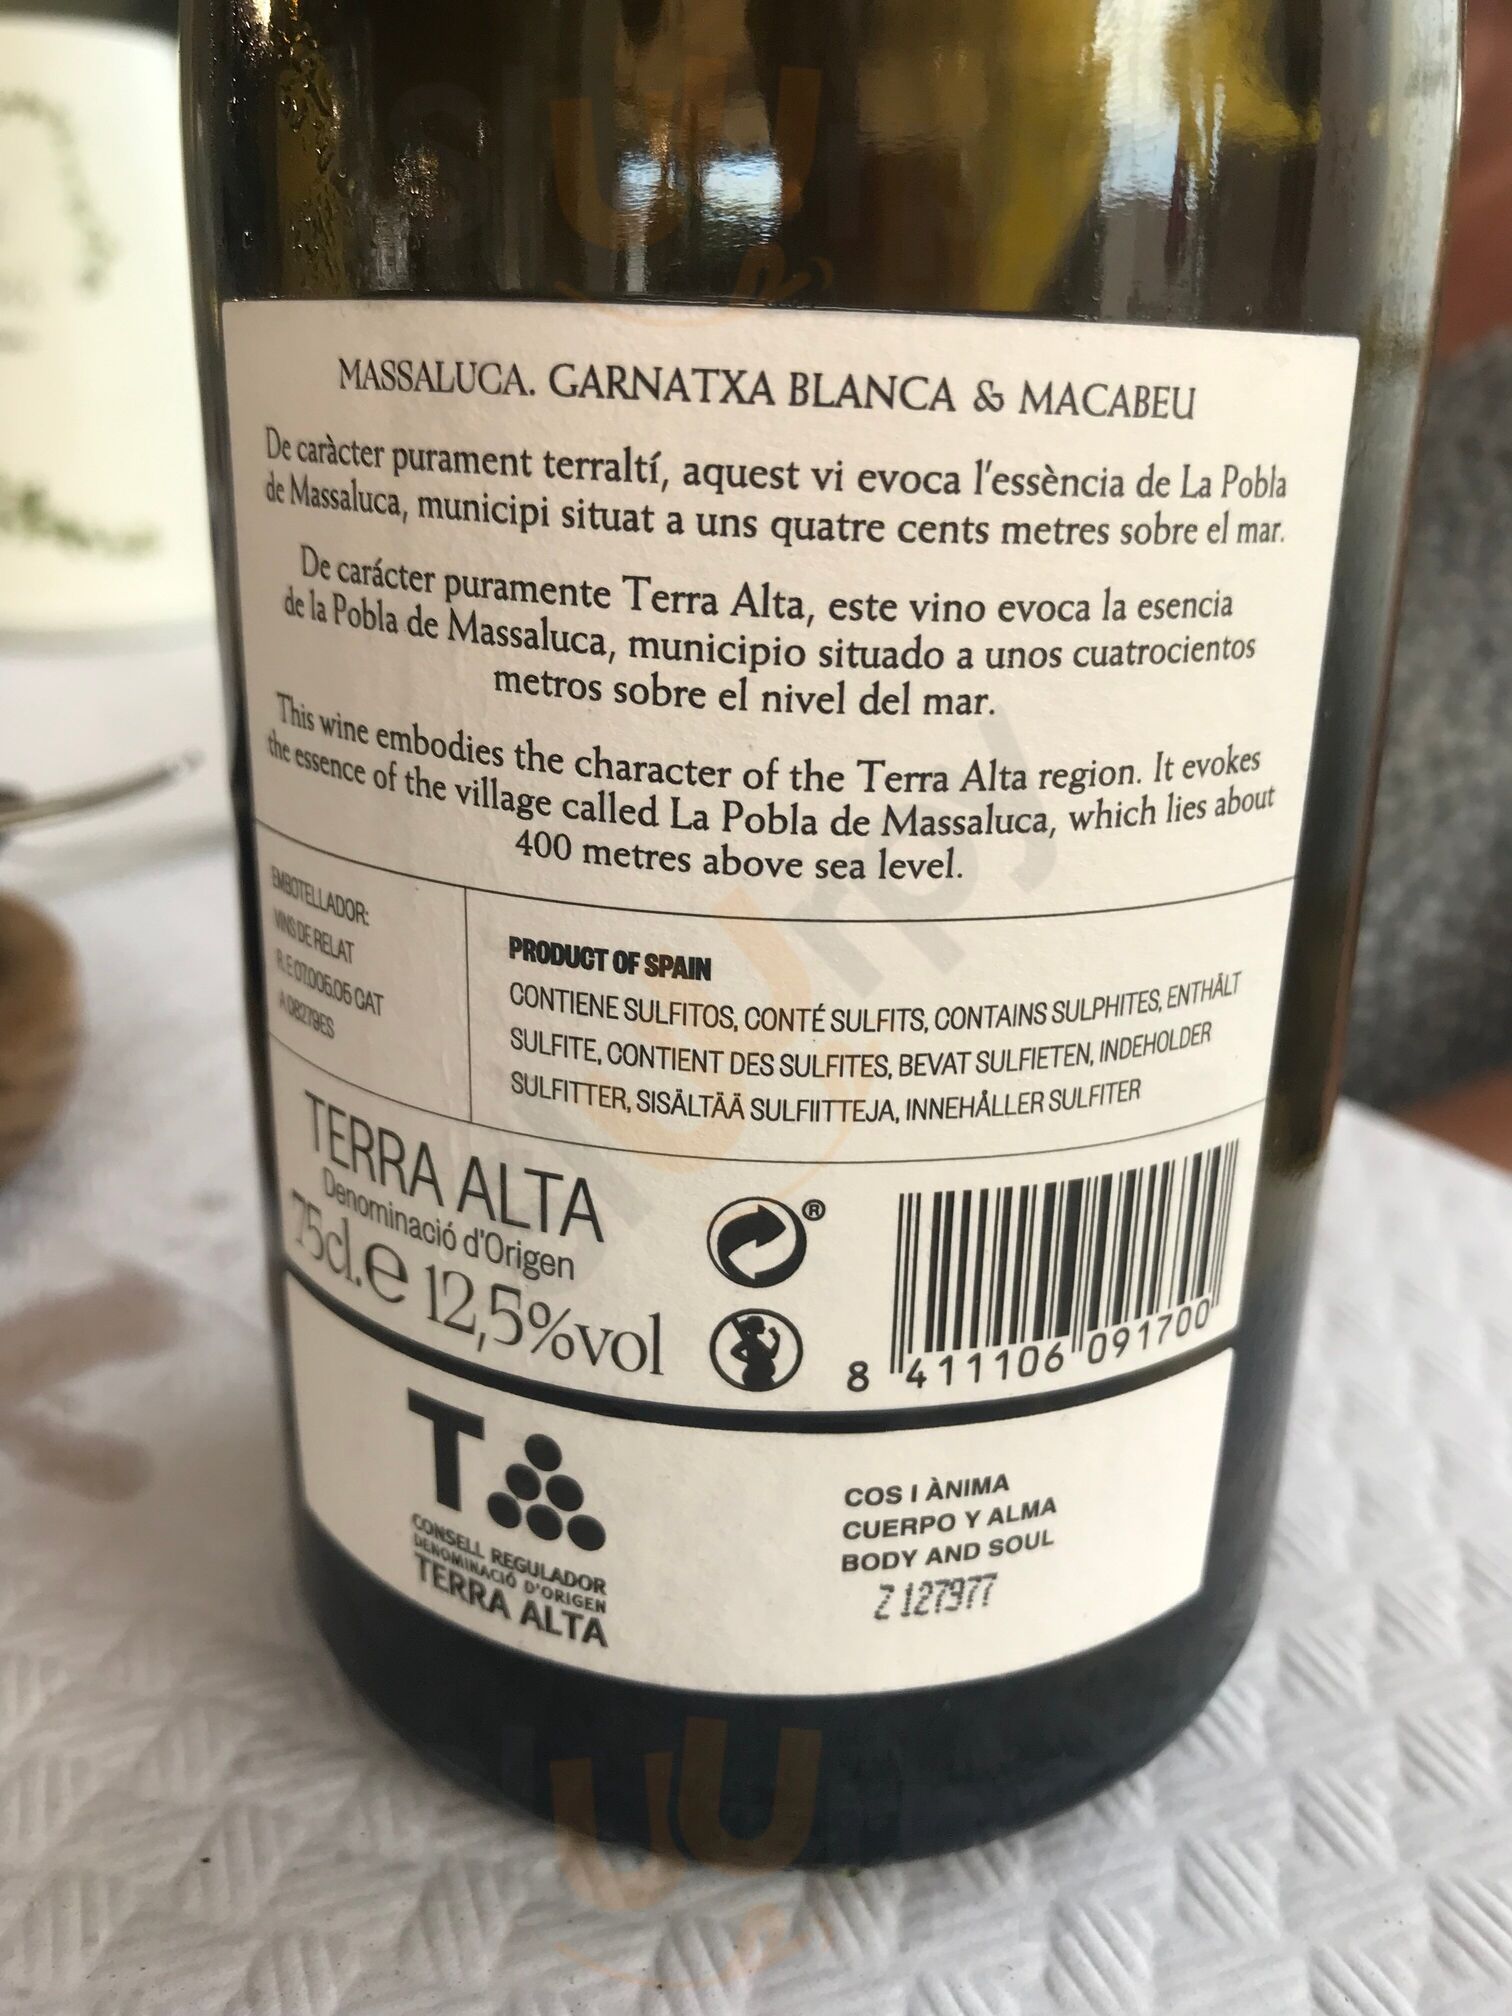 MASSALUCA. GARNATXA BLANCA & MACABEU
De caràcter purament terraltí, aquest vi evoca l'essència de La Pobla
de Massaluca, municipi situat a uns quatre cents metres sobre el mar.
De carácter puramente Terra Alta, este vino evoca la esencia
de la Pobla de Massaluca, municipio situado a unos cuatrocientos
metros sobre el nivel del mar.
This wine embodies the character of the Terra Alta region. It evokes
the essence of the village called La Pobla de Massaluca, which lies about
400 metres above sea level.
EMBOTELLADOR:
VINS DE RELAT
R.E 07.006.05 CAT
A 08279ES
PRODUCT OF SPAIN
CONTIENE SULFITOS, CONTÉ SULFITS, CONTAINS SULPHITES, ENTHÄLT
SULFITE, CONTIENT DES SULFITES, BEVAT SULFIETEN, INDEHOLDER
SULFITTER, SISÄLTÄÄ SULFIITTEJA, INNEHÅLLER SULFITER
TERRA ALTA
Denominació d'Origen
75cl.e 12,5%vol
®
8 411106 091700
T
CONSELL REGULADOR
DENOMINACIÓ D'ORIGEN
TERRA ALTA
COS I ÀNIMA
CUERPO Y ALMA
BODY AND SOUL
Z 127977